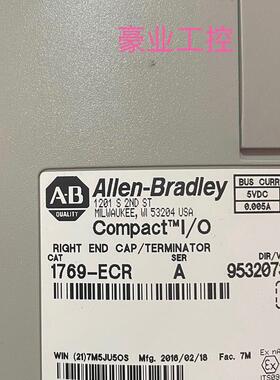 豪业工控
AB
QUALITY
Allen-Bradley
1201 S 2ND ST
MILWAUKEE, WI 53204 USA
BUS CURR
5VDC
0.005A
Compact™ I/O
RIGHT END CAP/TERMINATOR
CAT
SER
DIR/
1769-ECR
A
953207
WIN (21)7M5JU5OS Mfg. 2016/02/18 Fac. 7M
Ex